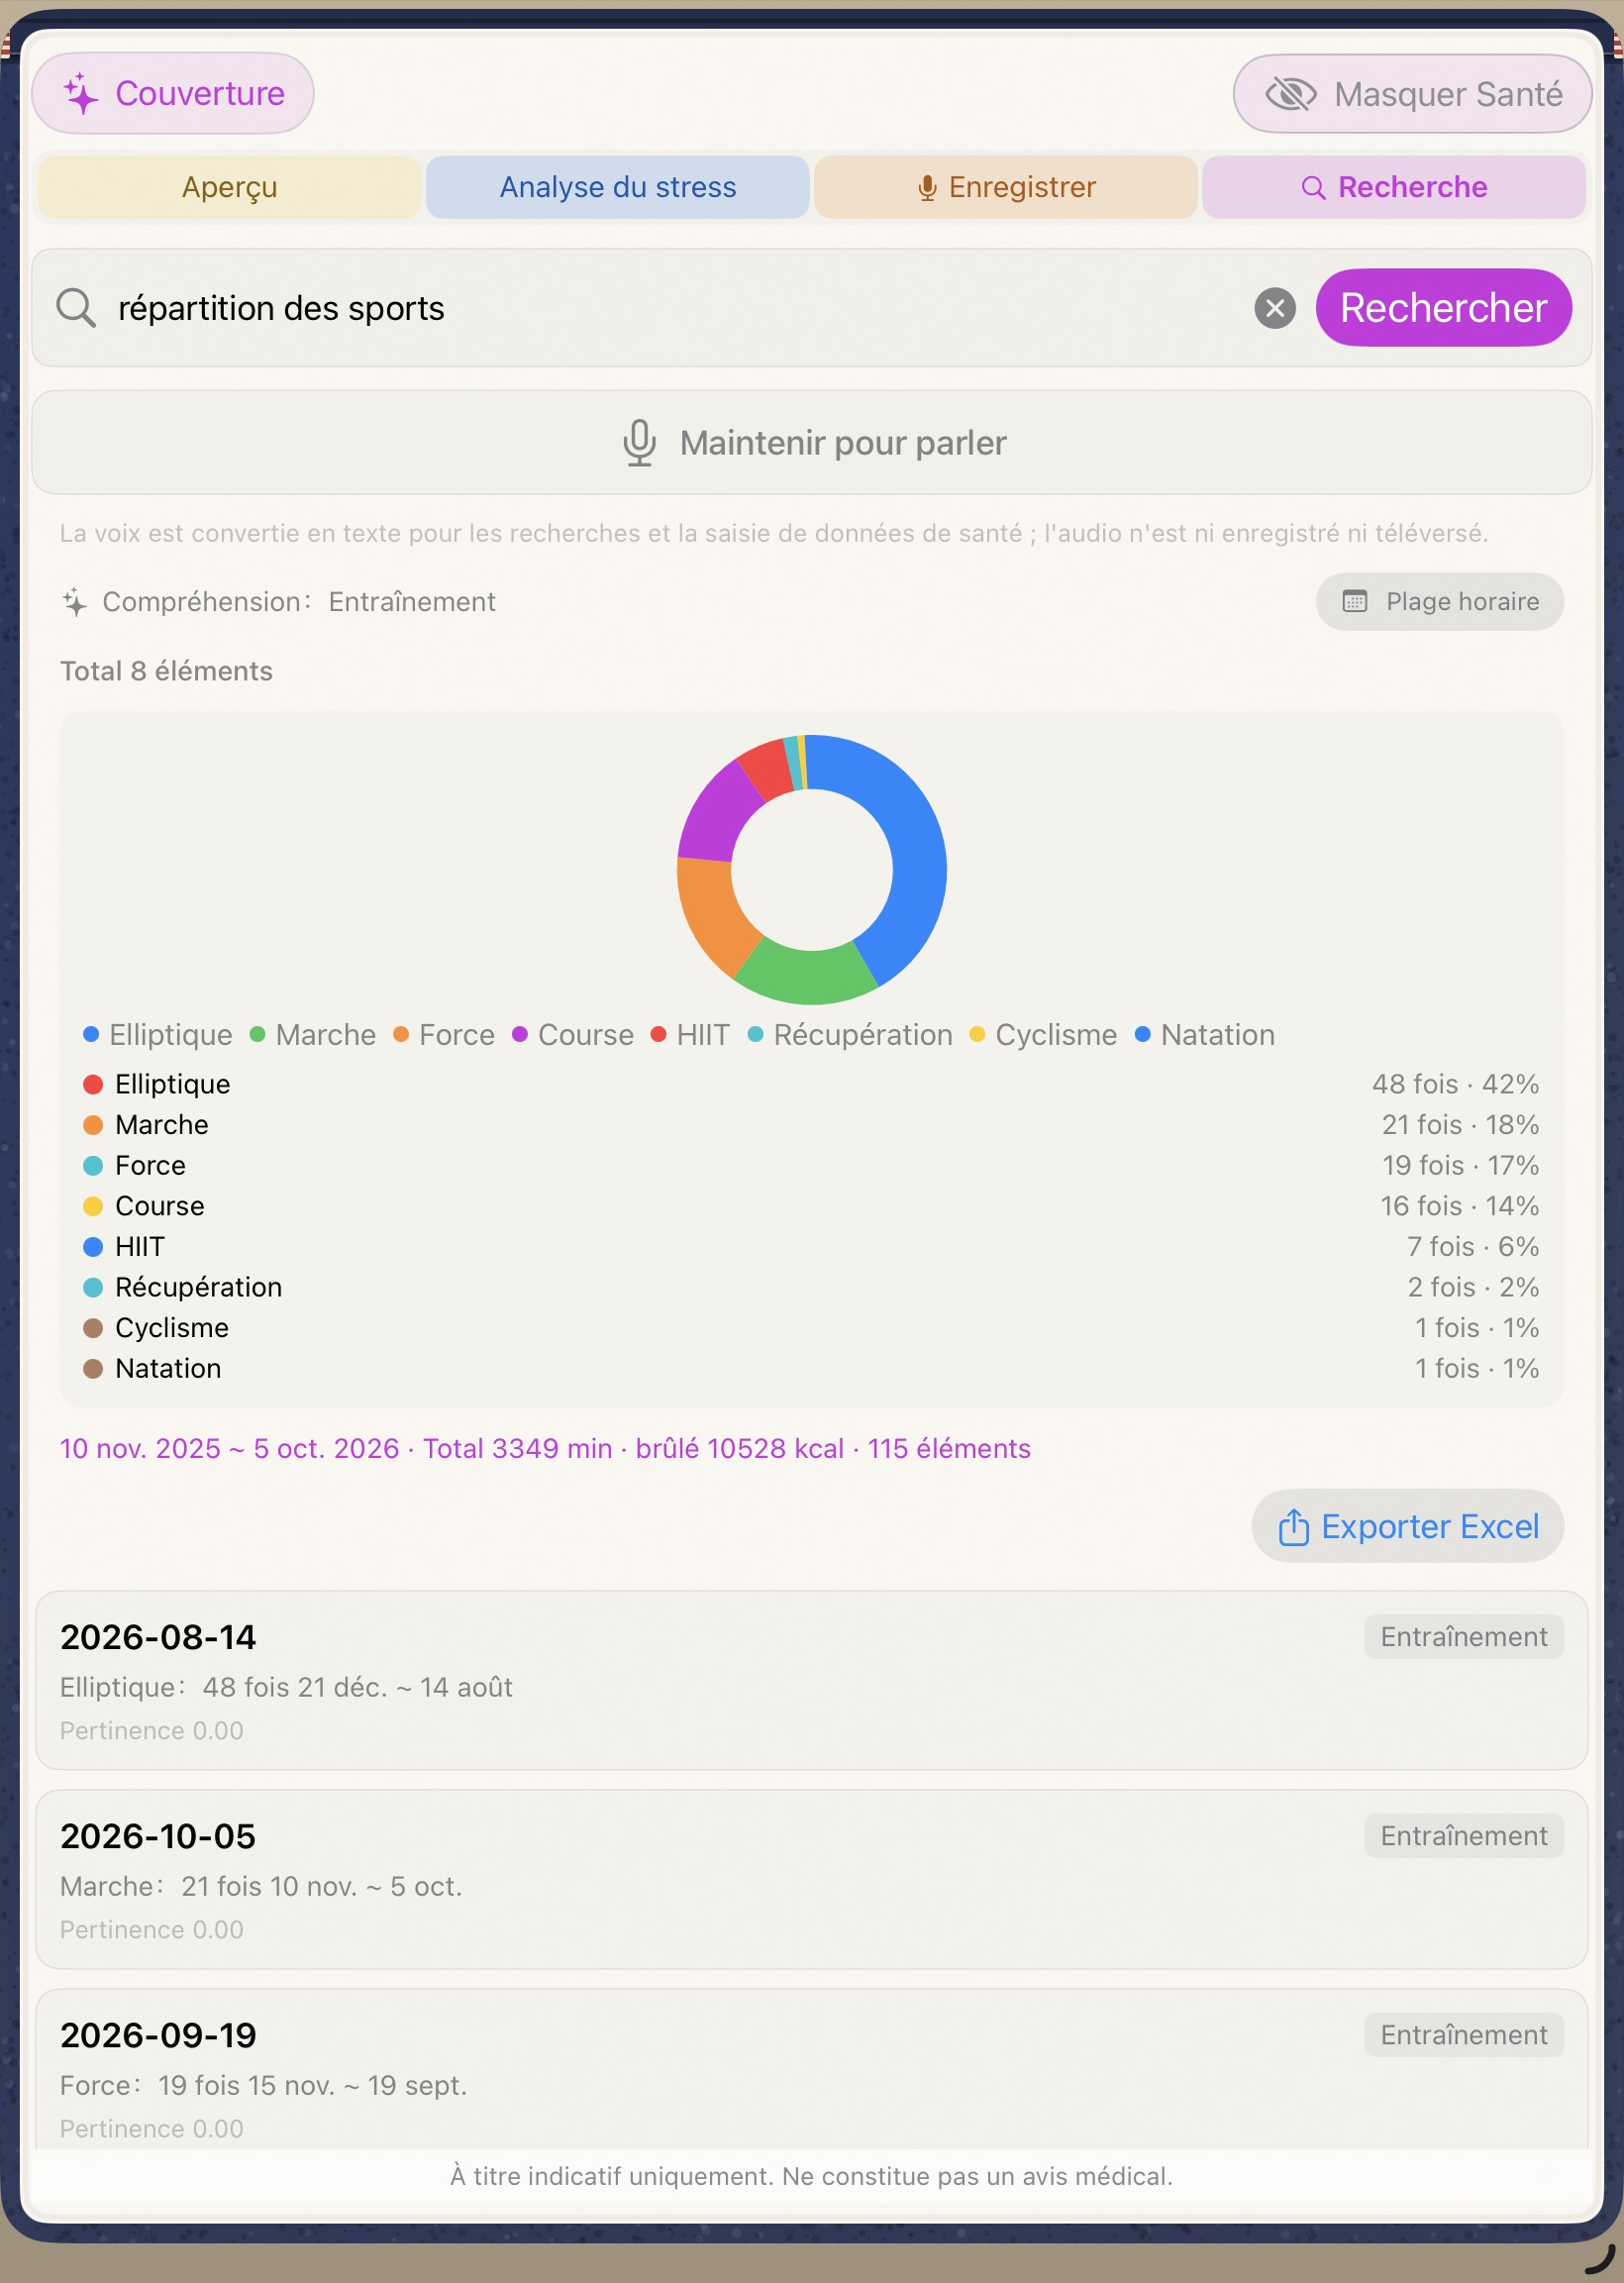 Couverture
Masquer Santé
Aperçu
Analyse du stress
Enregistrer
Recherche
répartition des sports
Rechercher
Maintenir pour parler
La voix est convertie en texte pour les recherches et la saisie de données de santé ; l'audio n'est ni enregistré ni téléversé.
Compréhension : Entraînement
Plage horaire
Total 8 éléments
Elliptique Marche Force Course HIIT Récupération Cyclisme Natation
Elliptique 48 fois · 42%
Marche 21 fois · 18%
Force 19 fois · 17%
Course 16 fois · 14%
HIIT 7 fois · 6%
Récupération 2 fois · 2%
Cyclisme 1 fois · 1%
Natation 1 fois · 1%
10 nov. 2025 ~ 5 oct. 2026 · Total 3349 min · brûlé 10528 kcal · 115 éléments
Exporter Excel
2026-08-14 Entraînement
Elliptique : 48 fois 21 déc. ~ 14 août
Pertinence 0.00
2026-10-05 Entraînement
Marche : 21 fois 10 nov. ~ 5 oct.
Pertinence 0.00
2026-09-19 Entraînement
Force : 19 fois 15 nov. ~ 19 sept.
Pertinence 0.00
À titre indicatif uniquement. Ne constitue pas un avis médical.